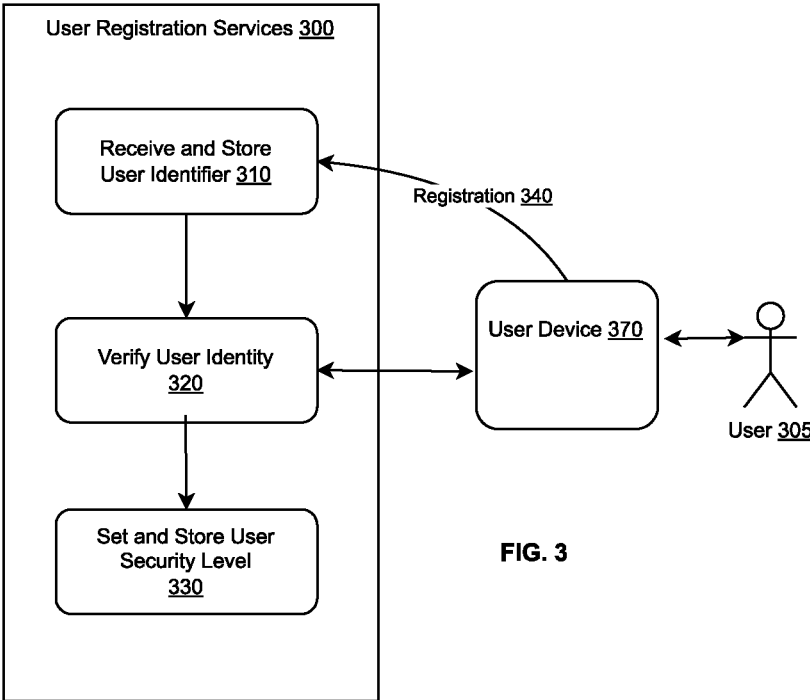 User Registration Services 300
Receive and Store
User Identifier 310
Registration 340
User Device 370
Verify User Identity
320
User 305
Set and Store User
Security Level
330
FIG. 3